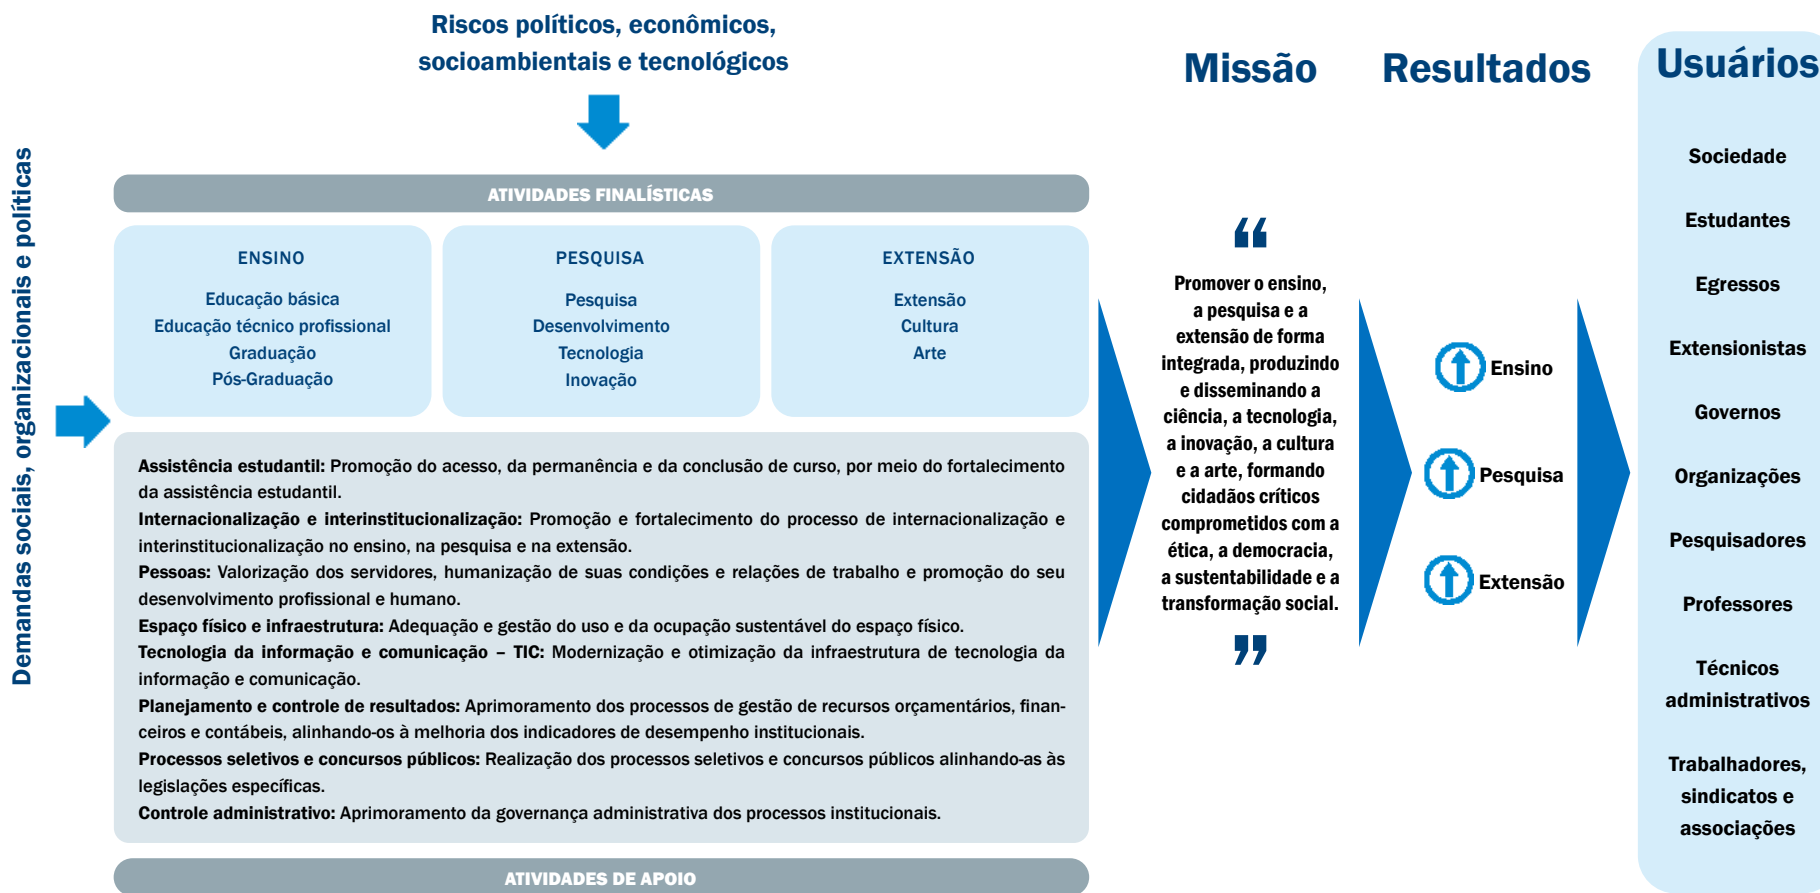 Riscos políticos, econômicos,
socioambientais e tecnológicos
Demandas sociais, organizacionais e políticas
ATIVIDADES FINALÍSTICAS
ENSINO
Educação básica
Educação técnico profissional
Graduação
Pós-Graduação
PESQUISA
Pesquisa
Desenvolvimento
Tecnologia
Inovação
EXTENSÃO
Extensão
Cultura
Arte
Assistência estudantil: Promoção do acesso, da permanência e da conclusão de curso, por meio do fortalecimento
da assistência estudantil.
Internacionalização e interinstitucionalização: Promoção e fortalecimento do processo de internacionalização e
interinstitucionalização no ensino, na pesquisa e na extensão.
Pessoas: Valorização dos servidores, humanização de suas condições e relações de trabalho e promoção do seu
desenvolvimento profissional e humano.
Espaço físico e infraestrutura: Adequação e gestão do uso e da ocupação sustentável do espaço físico.
Tecnologia da informação e comunicação – TIC: Modernização e otimização da infraestrutura de tecnologia da
informação e comunicação.
Planejamento e controle de resultados: Aprimoramento dos processos de gestão de recursos orçamentários, finan-
ceiros e contábeis, alinhando-os à melhoria dos indicadores de desempenho institucionais.
Processos seletivos e concursos públicos: Realização dos processos seletivos e concursos públicos alinhando-as às
legislações específicas.
Controle administrativo: Aprimoramento da governança administrativa dos processos institucionais.
ATIVIDADES DE APOIO
Missão
“
Promover o ensino,
a pesquisa e a
extensão de forma
integrada, produzindo
e disseminando a
ciência, a tecnologia,
a inovação, a cultura
e a arte, formando
cidadãos críticos
comprometidos com a
ética, a democracia,
a sustentabilidade e a
transformação social.
”
Resultados
Ensino
Pesquisa
Extensão
Usuários
Sociedade
Estudantes
Egressos
Extensionistas
Governos
Organizações
Pesquisadores
Professores
Técnicos
administrativos
Trabalhadores,
sindicatos e
associações